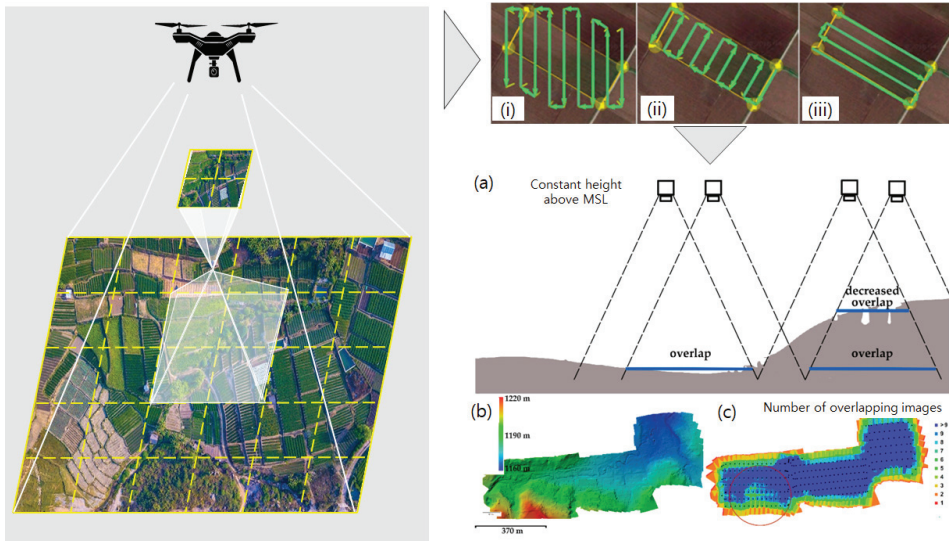 (i)
(ii)
(iii)
(a)
Constant height
above MSL
decreased
overlap
overlap
overlap
(b)
1220 m
1190 m
1160 m
370 m
(c)
Number of overlapping images
>9
9
8
7
6
5
4
3
2
1